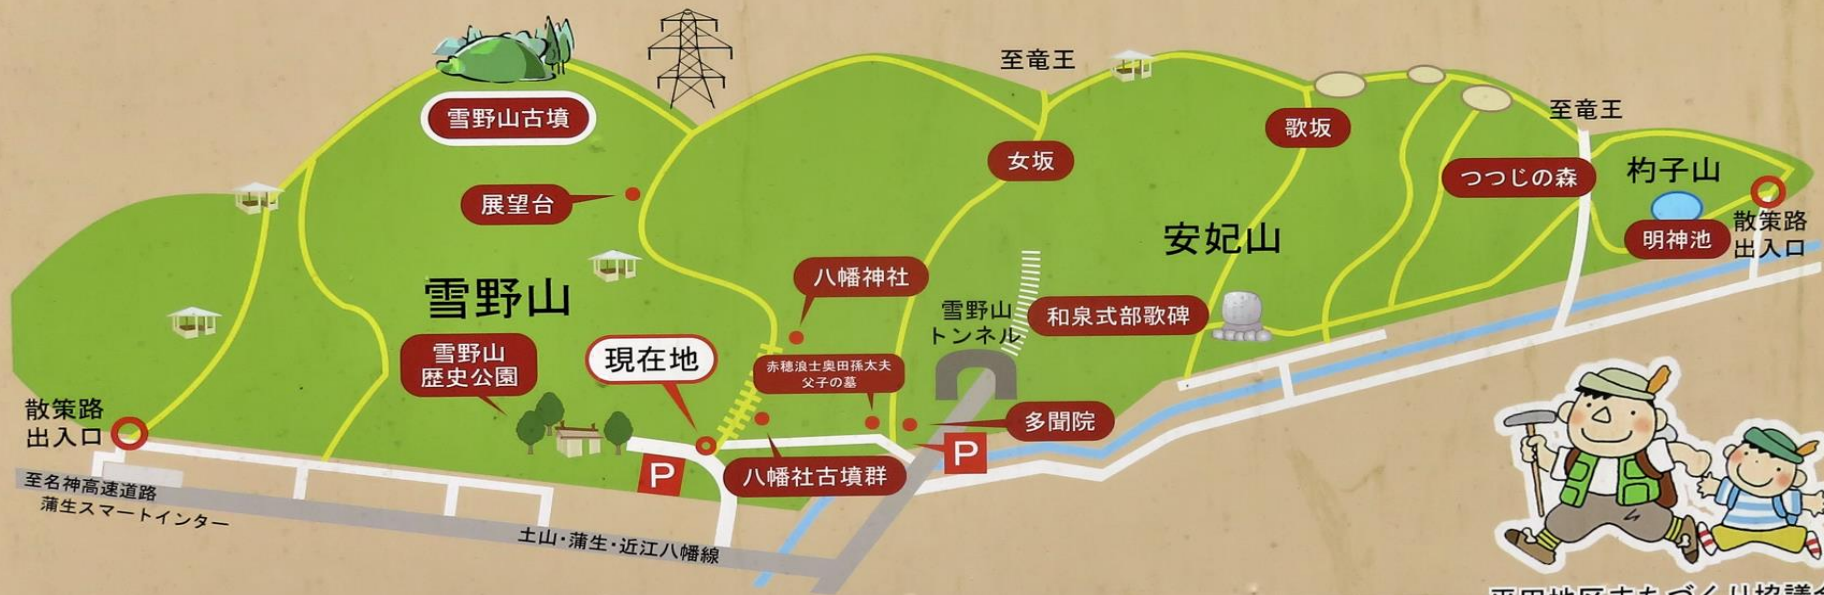 至竜王
雪野山古墳
歌坂
至竜王
女坂
つつじの森
杓子山
展望台
散策路
出入口
明神池
安妃山
八幡神社
雪野山
雪野山
トンネル
和泉式部歌碑
雪野山
歴史公園
現在地
赤穂浪士奥田孫太夫
父子の墓
散策路
出入口
多聞院
P
P
八幡社古墳群
至名神高速道路
蒲生スマートインター
土山・蒲生・近江八幡線